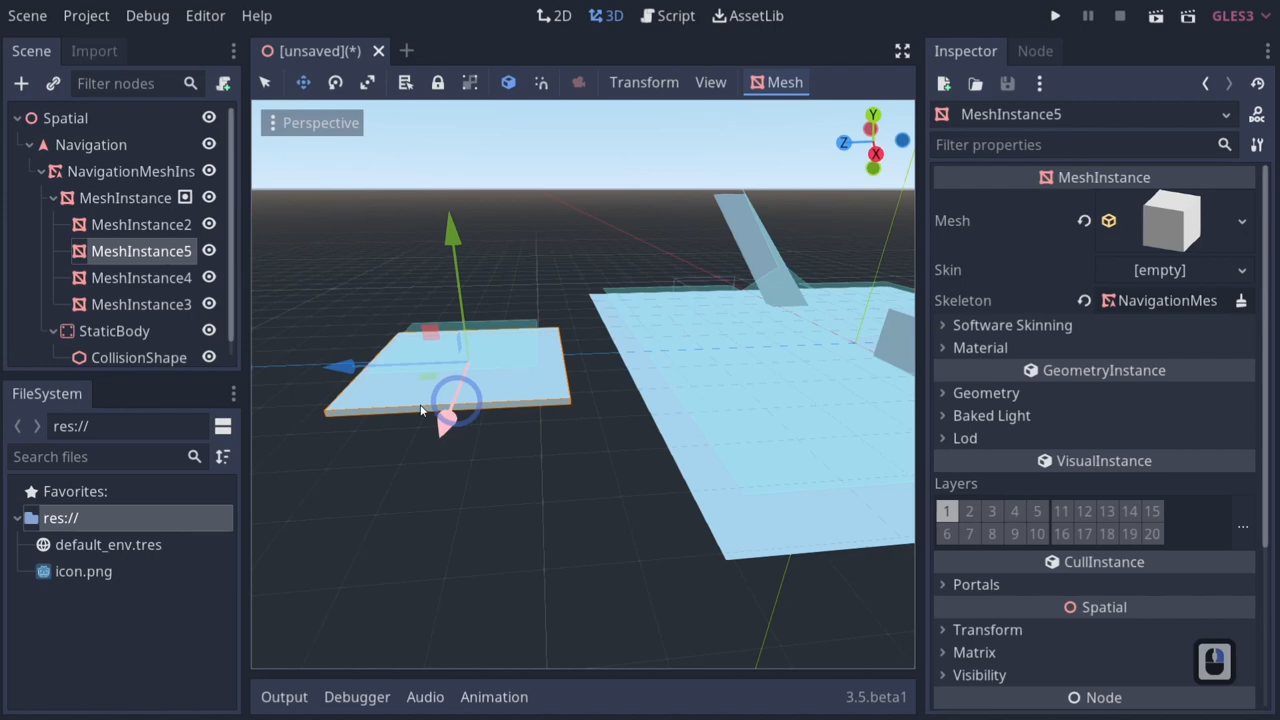 Scene Project Debug Editor Help
2D 3D Script AssetLib
GLES3
Scene Import
Filter nodes
Spatial
Navigation
NavigationMeshIns
MeshInstance
MeshInstance2
MeshInstance5
MeshInstance4
MeshInstance3
StaticBody
CollisionShape
FileSystem
res://
Search files
Favorites:
res://
default_env.tres
icon.png
[unsaved](*)
Transform View Mesh
Perspective
Y
Z
X
Output Debugger Audio Animation 3.5.beta1
Inspector Node
MeshInstance5
DOC
Filter properties
MeshInstance
Mesh
Skin [empty]
Skeleton NavigationMes
Software Skinning
Material
GeometryInstance
Geometry
Baked Light
Lod
VisualInstance
Layers
1 2 3 4 5 11 12 13 14 15
6 7 8 9 10 16 17 18 19 20
...
CullInstance
Portals
Spatial
Transform
Matrix
Visibility
Node